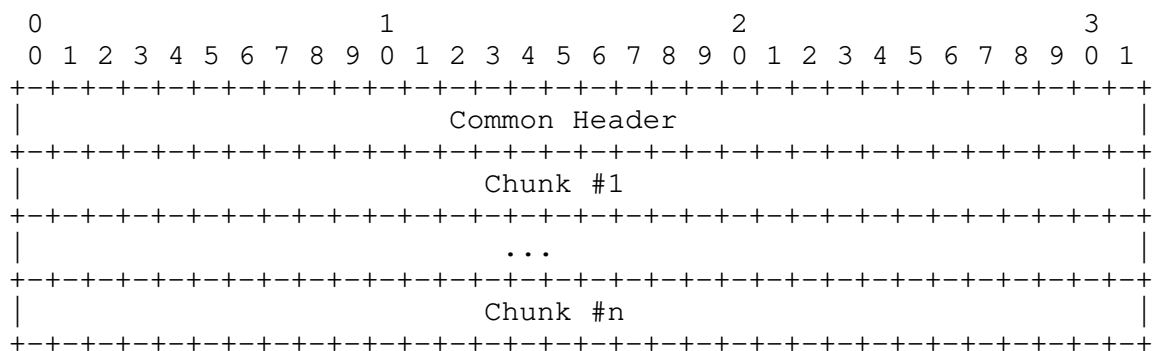 0                   1                   2                   3
 0 1 2 3 4 5 6 7 8 9 0 1 2 3 4 5 6 7 8 9 0 1 2 3 4 5 6 7 8 9 0 1
+-+-+-+-+-+-+-+-+-+-+-+-+-+-+-+-+-+-+-+-+-+-+-+-+-+-+-+-+-+-+-+-+
|                        Common Header                          |
+-+-+-+-+-+-+-+-+-+-+-+-+-+-+-+-+-+-+-+-+-+-+-+-+-+-+-+-+-+-+-+-+
|                          Chunk #1                             |
+-+-+-+-+-+-+-+-+-+-+-+-+-+-+-+-+-+-+-+-+-+-+-+-+-+-+-+-+-+-+-+-+
|                           ...                                 |
+-+-+-+-+-+-+-+-+-+-+-+-+-+-+-+-+-+-+-+-+-+-+-+-+-+-+-+-+-+-+-+-+
|                          Chunk #n                             |
+-+-+-+-+-+-+-+-+-+-+-+-+-+-+-+-+-+-+-+-+-+-+-+-+-+-+-+-+-+-+-+-+